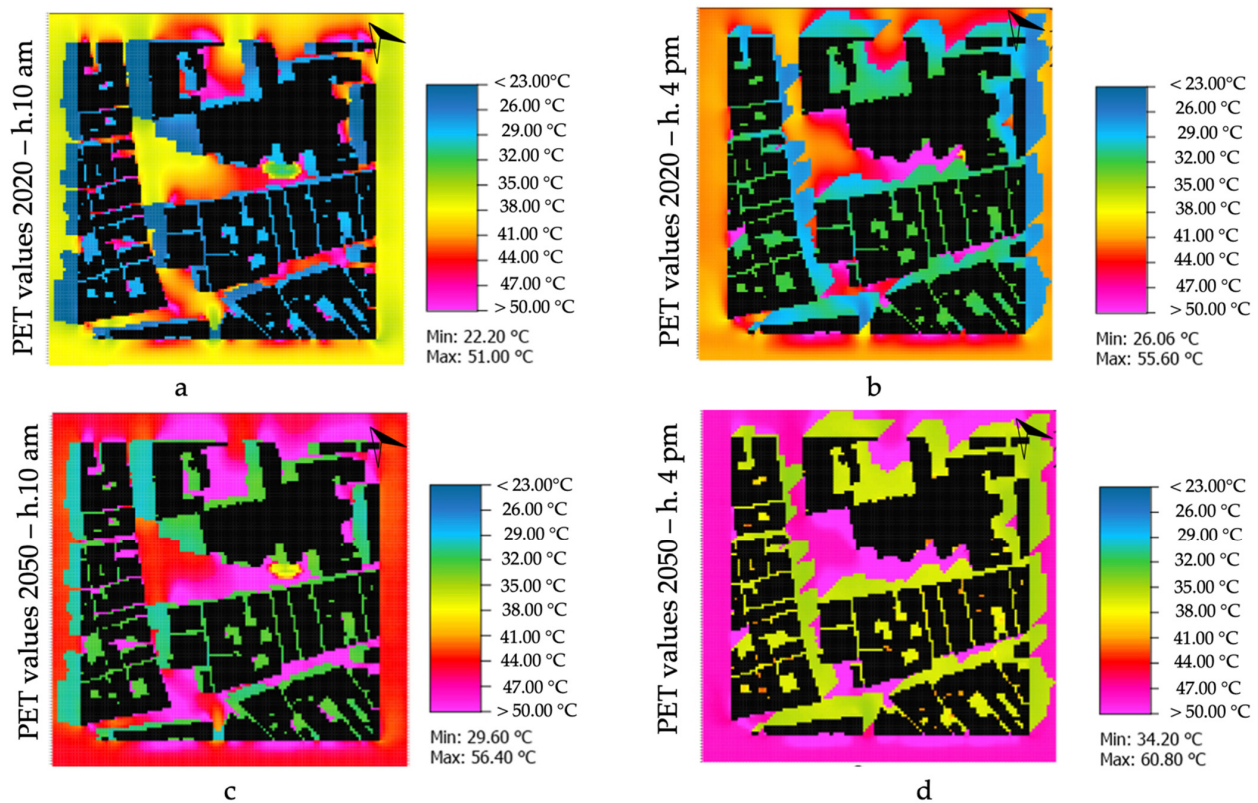 PET values 2020 – h.10 am
< 23.00°C
26.00 °C
29.00 °C
32.00 °C
35.00 °C
38.00 °C
41.00 °C
44.00 °C
47.00 °C
> 50.00 °C
Min: 22.20 °C
Max: 51.00 °C
a
PET values 2020 – h. 4 pm
< 23.00°C
26.00 °C
29.00 °C
32.00 °C
35.00 °C
38.00 °C
41.00 °C
44.00 °C
47.00 °C
> 50.00 °C
Min: 26.06 °C
Max: 55.60 °C
b
PET values 2050 – h.10 am
< 23.00°C
26.00 °C
29.00 °C
32.00 °C
35.00 °C
38.00 °C
41.00 °C
44.00 °C
47.00 °C
> 50.00 °C
Min: 29.60 °C
Max: 56.40 °C
c
PET values 2050 – h. 4 pm
< 23.00°C
26.00 °C
29.00 °C
32.00 °C
35.00 °C
38.00 °C
41.00 °C
44.00 °C
47.00 °C
> 50.00 °C
Min: 34.20 °C
Max: 60.80 °C
d